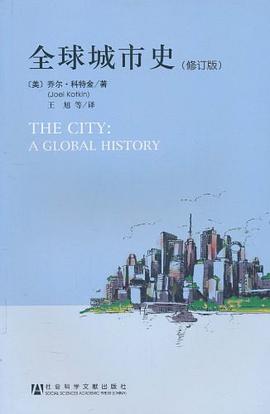 全球城市史（修订版）
〔美〕乔尔·科特金/著
(Joel Kotkin)
王旭 等/译
THE CITY:
A GLOBAL HISTORY
社会科学文献出版社
SOCIAL SCIENCES ACADEMIC PRESS (CHINA)